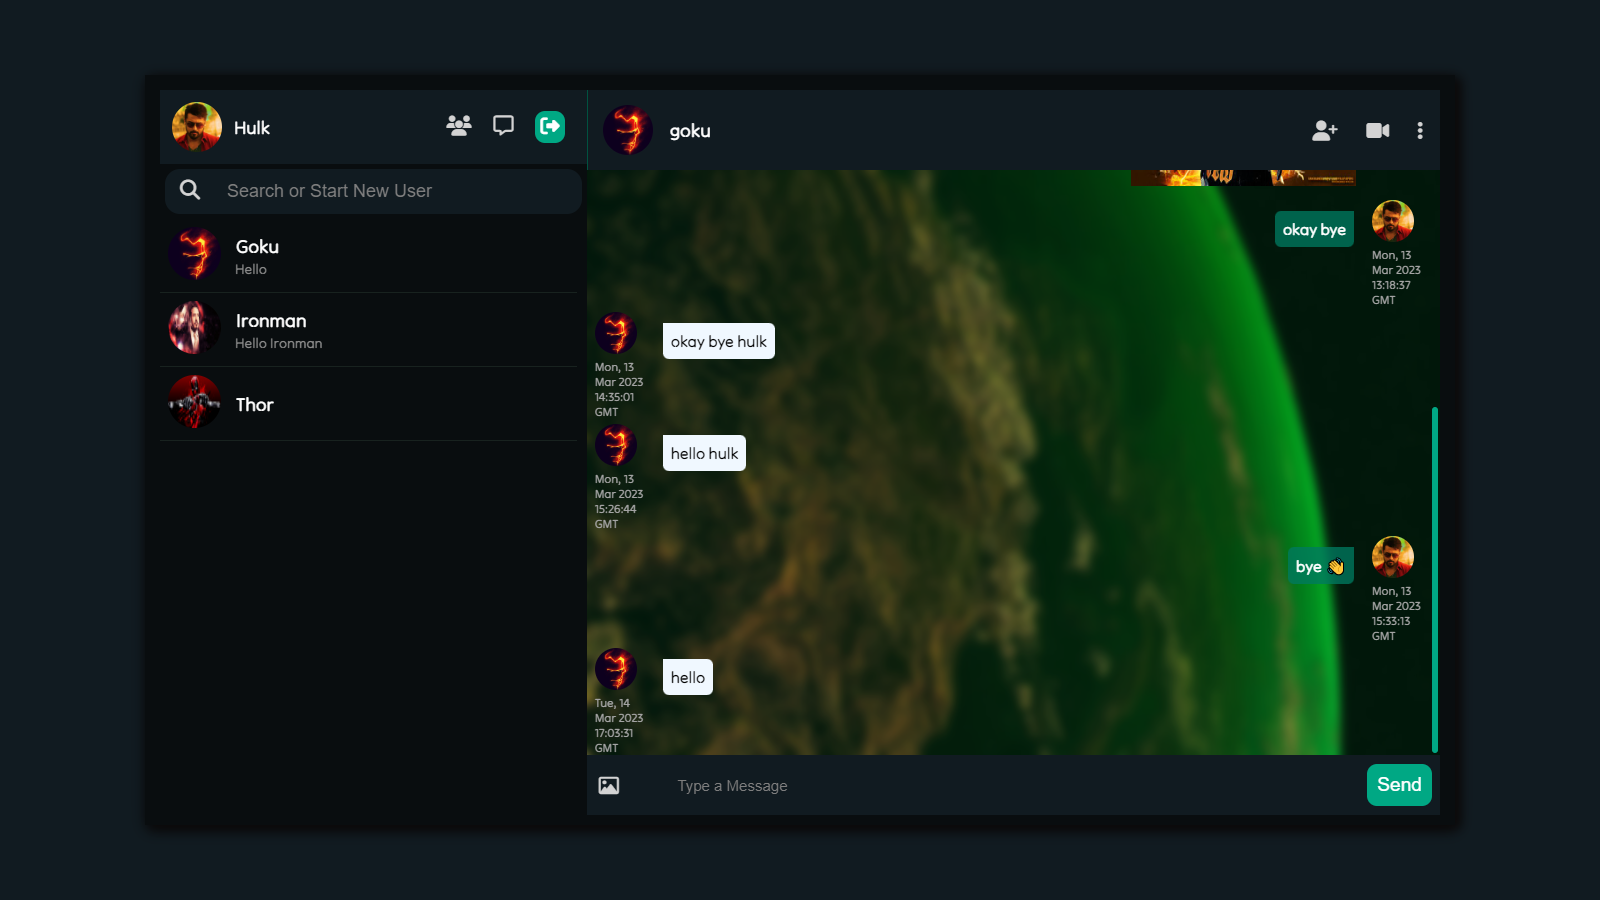 Hulk
Search or Start New User
Goku
Hello
Ironman
Hello Ironman
Thor
goku
okay bye
Mon, 13
Mar 2023
13:18:37
GMT
okay bye hulk
Mon, 13
Mar 2023
14:35:01
GMT
hello hulk
Mon, 13
Mar 2023
15:26:44
GMT
bye 👋
Mon, 13
Mar 2023
15:33:13
GMT
hello
Tue, 14
Mar 2023
17:03:31
GMT
Type a Message
Send